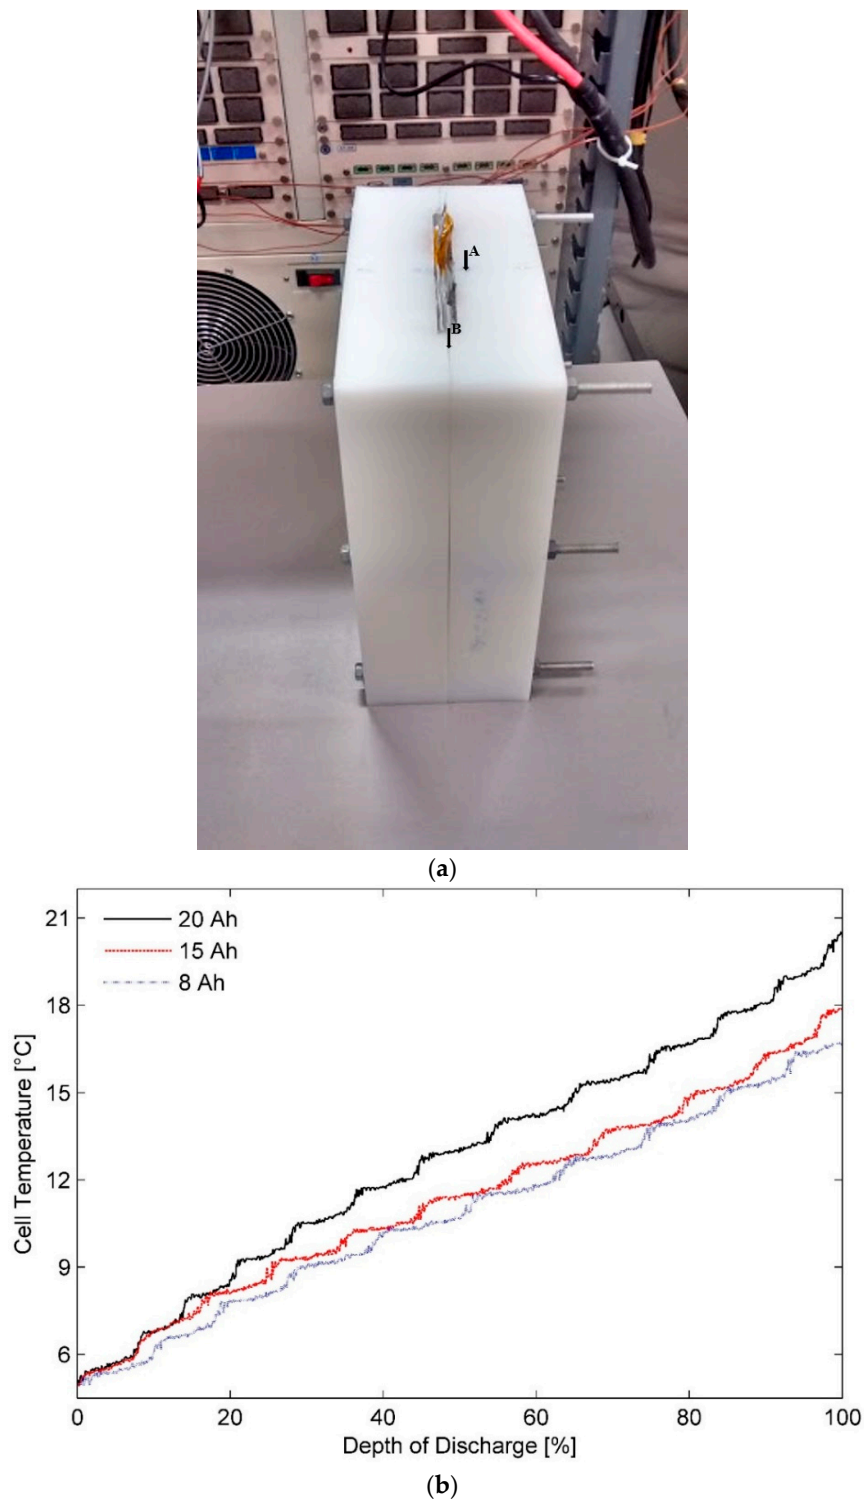 A
B
(a)
21
18
15
12
9
6
20 Ah
15 Ah
8 Ah
Cell Temperature [°C]
0 20 40 60 80 100
Depth of Discharge [%]
(b)